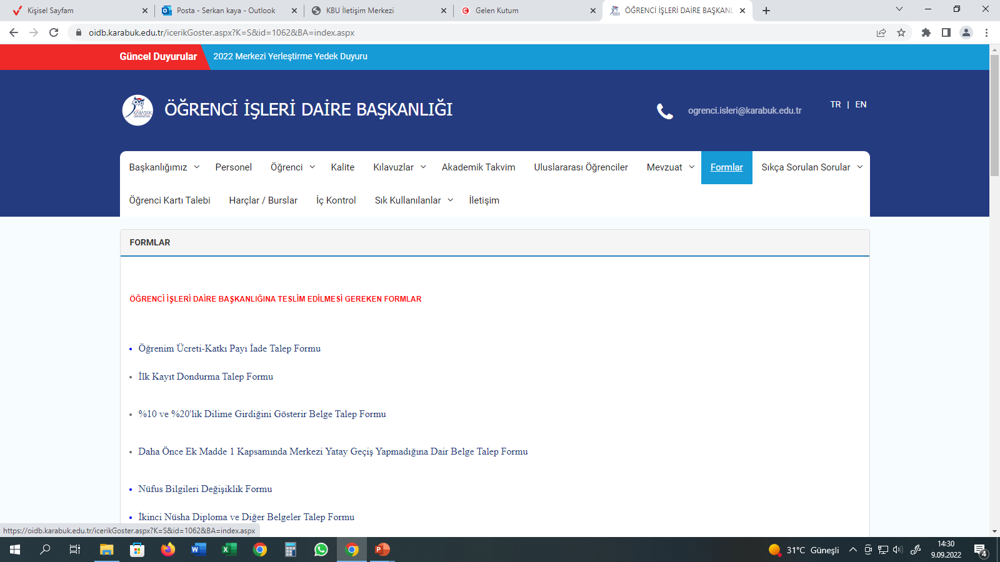 Kişisel Sayfam
Posta - Serkan kaya - Outlook
KBU İletişim Merkezi
Gelen Kutum
ÖĞRENCİ İŞLERİ DAİRE BAŞKANL
oidb.karabuk.edu.tr/icerikGoster.aspx?K=S&id=1062&BA=index.aspx
Güncel Duyurular
2022 Merkezi Yerleştirme Yedek Duyuru
KARABÜK
ÜNİVERSİTESİ
ÖĞRENCİ İŞLERİ DAİRE BAŞKANLIĞI
ogrenci.isleri@karabuk.edu.tr
TR | EN
Başkanlığımız Personel Öğrenci Kalite Kılavuzlar Akademik Takvim Uluslararası Öğrenciler Mevzuat Formlar Sıkça Sorulan Sorular
Öğrenci Kartı Talebi Harçlar / Burslar İç Kontrol Sık Kullanılanlar İletişim
FORMLAR
ÖĞRENCİ İŞLERİ DAİRE BAŞKANLIĞINA TESLİM EDİLMESİ GEREKEN FORMLAR
• Öğrenim Ücreti-Katkı Payı İade Talep Formu
• İlk Kayıt Dondurma Talep Formu
• %10 ve %20'lik Dilime Girdiğini Gösterir Belge Talep Formu
• Daha Önce Ek Madde 1 Kapsamında Merkezi Yatay Geçiş Yapmadığına Dair Belge Talep Formu
• Nüfus Bilgileri Değişiklik Formu
• İkinci Nüsha Diploma ve Diğer Belgeler Talep Formu
https://oidb.karabuk.edu.tr/icerikGoster.aspx?K=S&id=1062&BA=index.aspx
31°C Güneşli
14:30
9.09.2022
4